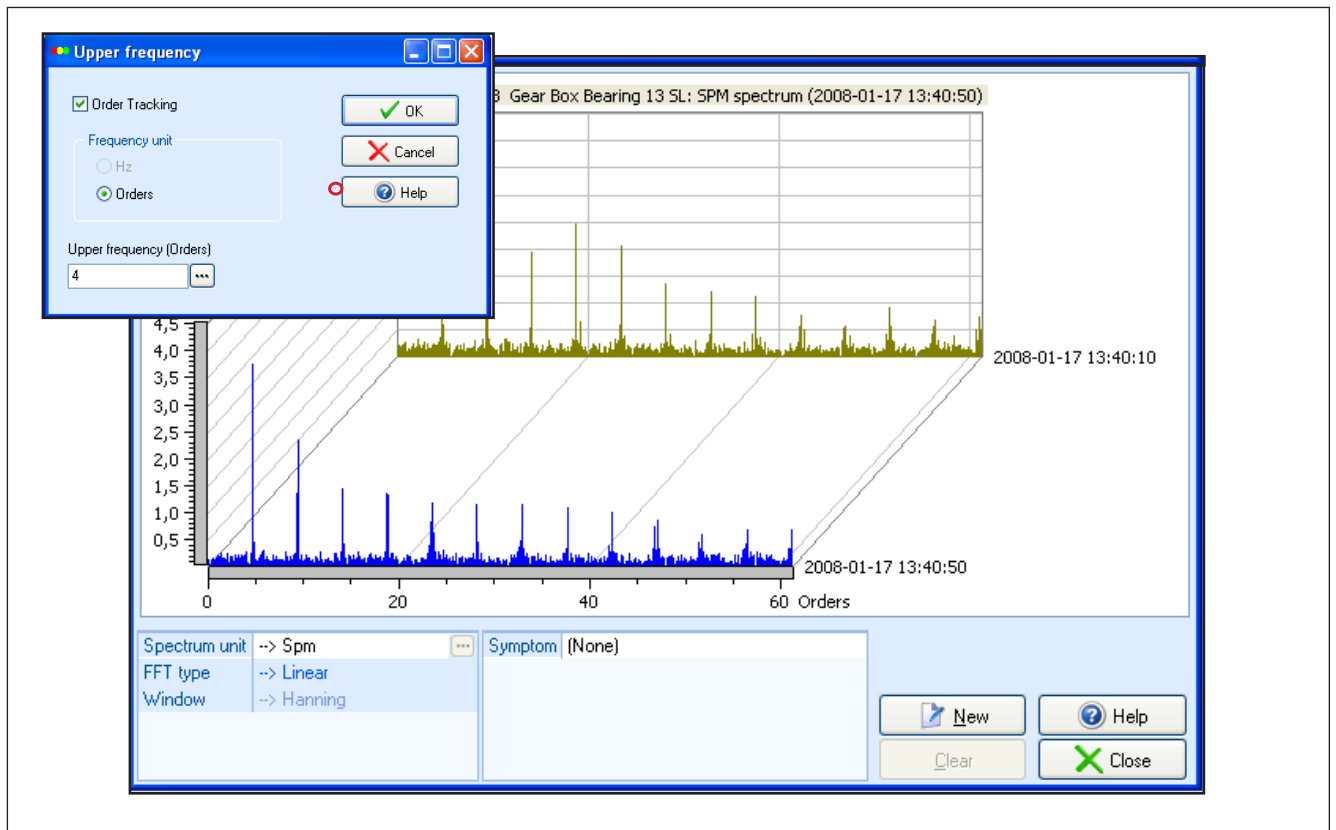 Upper frequency
Order Tracking
OK
Frequency unit
Cancel
Hz
Orders
Help
Upper frequency (Orders)
4
...
3 Gear Box Bearing 13 SL: SPM spectrum (2008-01-17 13:40:50)
4,5
4,0
3,5
3,0
2,5
2,0
1,5
1,0
0,5
2008-01-17 13:40:10
2008-01-17 13:40:50
0 20 40 60 Orders
Spectrum unit --> Spm ...
FFT type --> Linear
Window --> Hanning
Symptom (None)
New
Help
Clear
Close